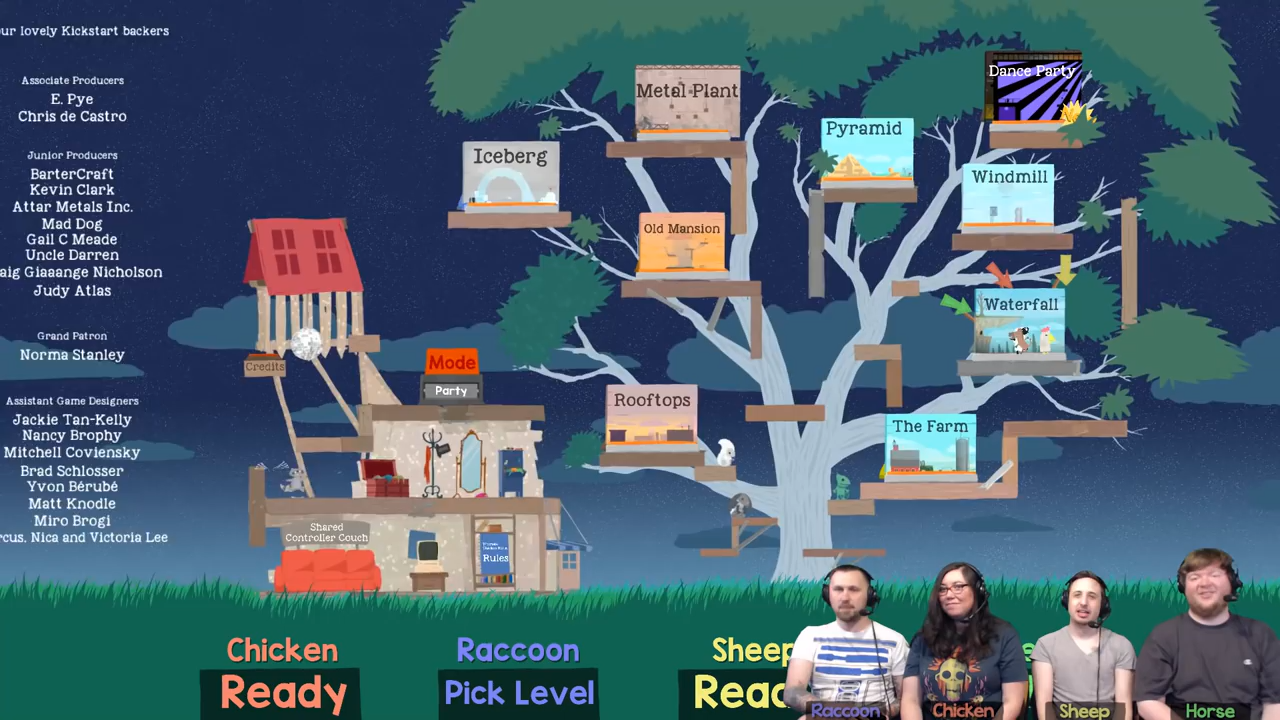 our lovely Kickstart backers
Associate Producers
E. Pye
Chris de Castro
Junior Producers
BarterCraft
Kevin Clark
Attar Metals Inc.
Mad Dog
Gail C Meade
Uncle Darren
aig Giaaange Nicholson
Judy Atlas
Grand Patron
Norma Stanley
Assistant Game Designers
Jackie Tan-Kelly
Nancy Brophy
Mitchell Coviensky
Brad Schlosser
Yvon Bérubé
Matt Knodle
Miro Brogi
rcus, Nica and Victoria Lee
Credits
Mode
Party
Shared
Controller Couch
Rules
Iceberg
Metal Plant
Old Mansion
Rooftops
Pyramid
Dance Party
Windmill
Waterfall
The Farm
Chicken
Ready
Raccoon
Pick Level
Sheep
Read
Raccoon
Chicken
Sheep
Horse